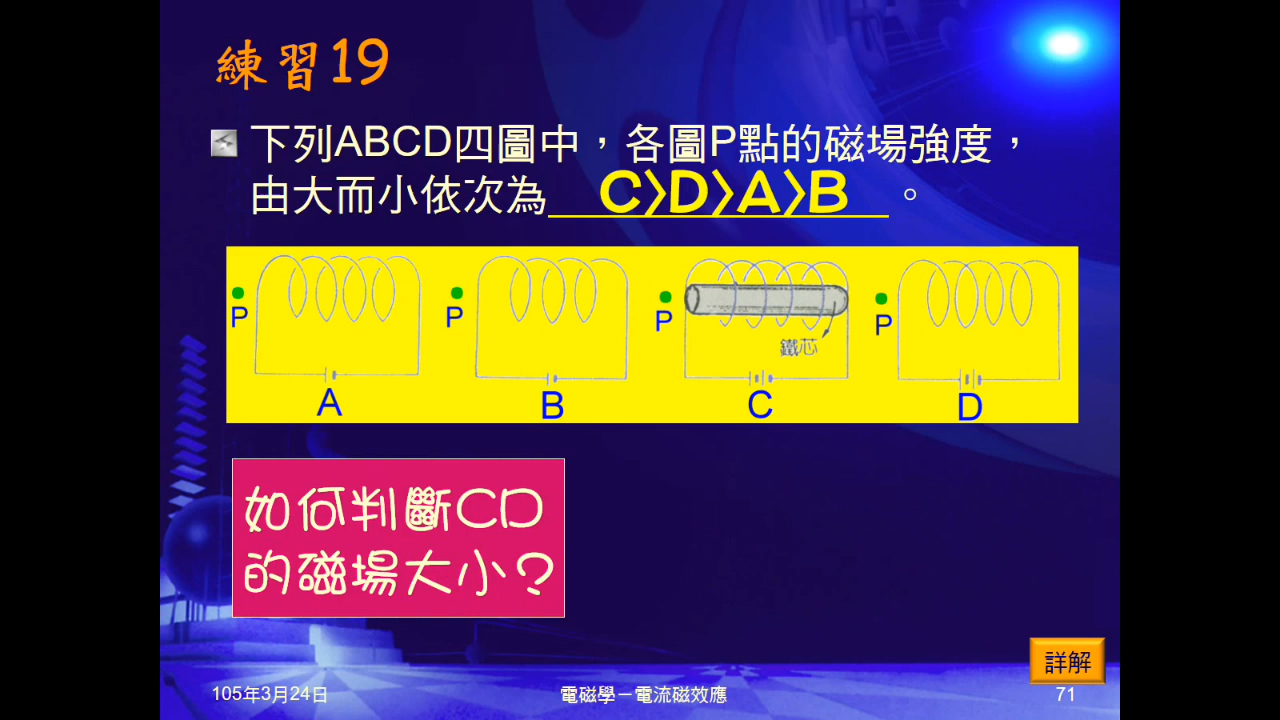 練習19
下列ABCD四圖中，各圖P點的磁場強度，
由大而小依次為 C>D>A>B 。
P P P P
鐵芯
A B C D
如何判斷CD
的磁場大小？
詳解
105年3月24日 電磁學－電流磁效應 71